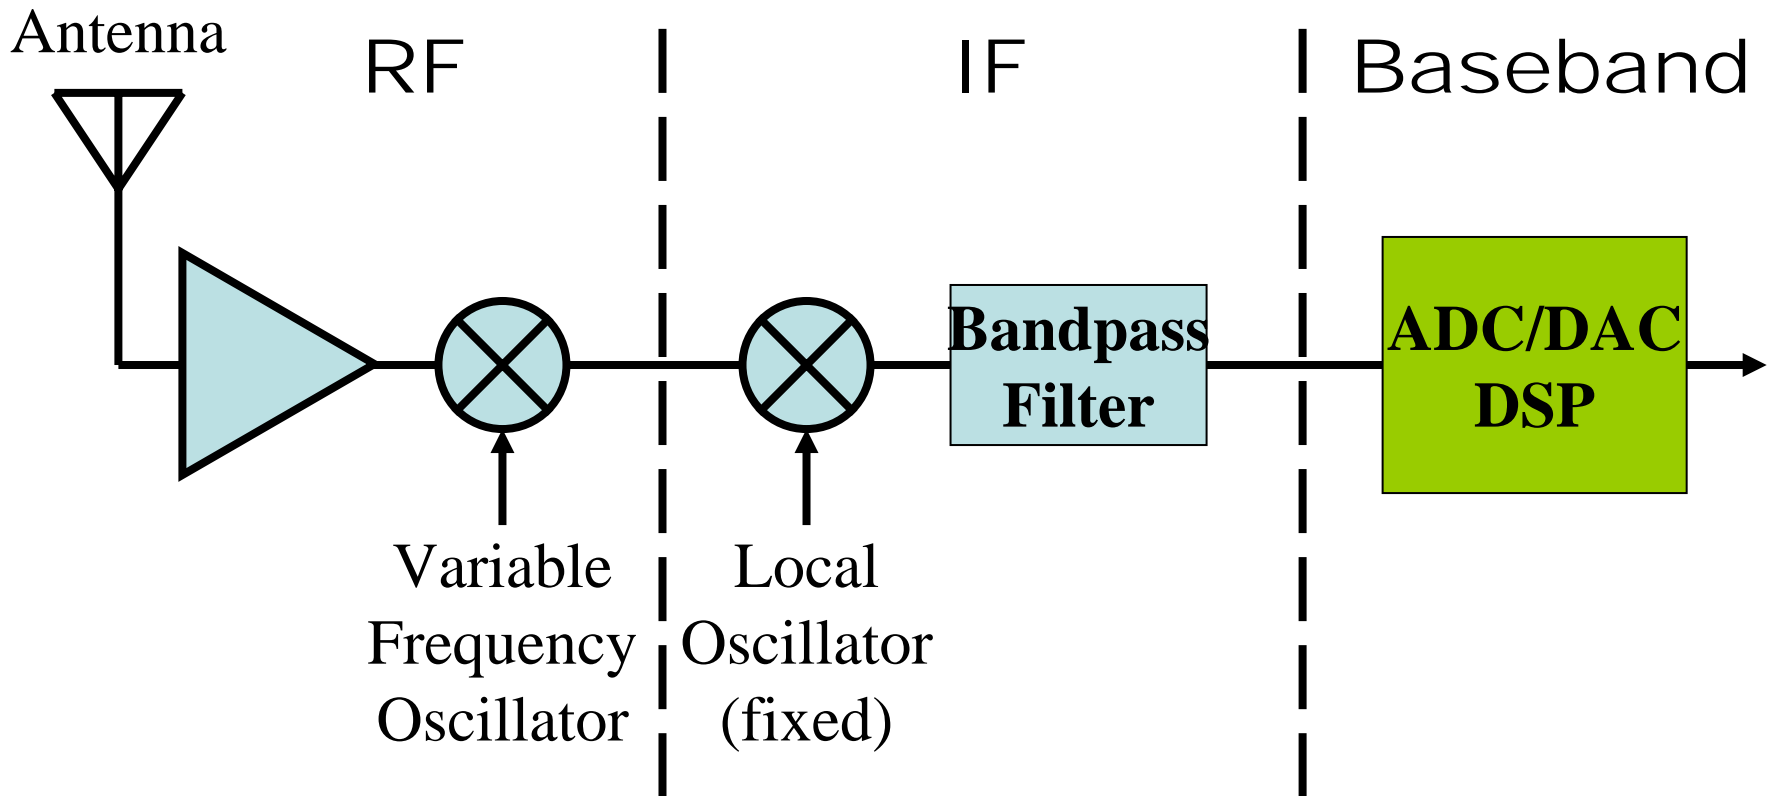 Antenna
RF
IF
Baseband
Bandpass
Filter
ADC/DAC
DSP
Variable
Frequency
Oscillator
Local
Oscillator
(fixed)